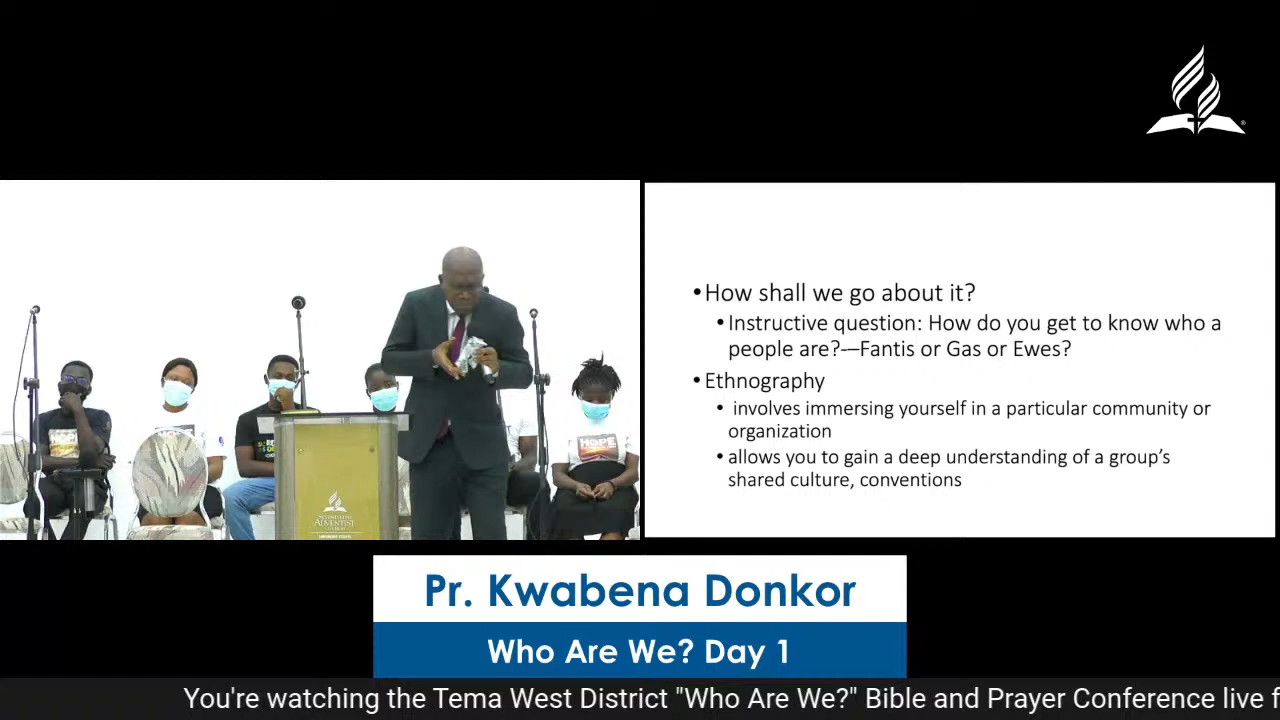 • How shall we go about it?
• Instructive question: How do you get to know who a
people are?-–Fantis or Gas or Ewes?
• Ethnography
• involves immersing yourself in a particular community or
organization
• allows you to gain a deep understanding of a group's
shared culture, conventions
HOPE
ADVENTIST
Pr. Kwabena Donkor
Who Are We? Day 1
You're watching the Tema West District "Who Are We?" Bible and Prayer Conference live f